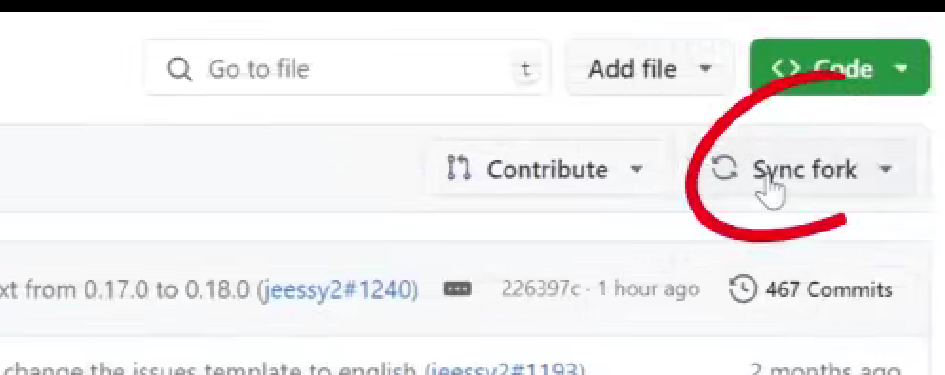 Go to file t Add file <> Code
Contribute Sync fork
xt from 0.17.0 to 0.18.0 (jeessy2#1240) 226397c · 1 hour ago 467 Commits
change the issues template to english (jeessy2#1193) 2 months ago